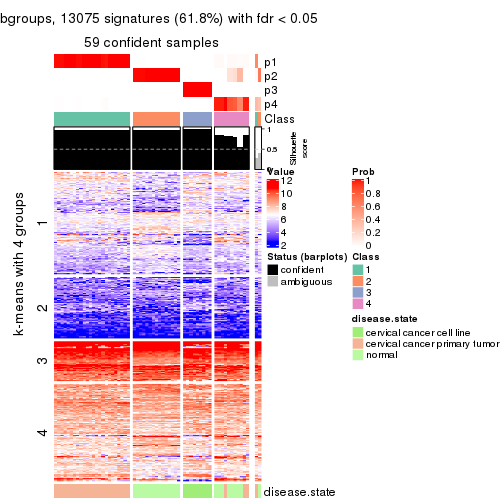 bgroups, 13075 signatures (61.8%) with fdr < 0.05
59 confident samples
p1
p2
p3
p4
Class
1
0.5
0
Silhouette
score
k-means with 4 groups
1
2
3
4
Value
12
10
8
6
4
2
Prob
1
0.8
0.6
0.4
0.2
0
Status (barplots)
confident
ambiguous
Class
1
2
3
4
disease.state
cervical cancer cell line
cervical cancer primary tumor
normal
disease.state